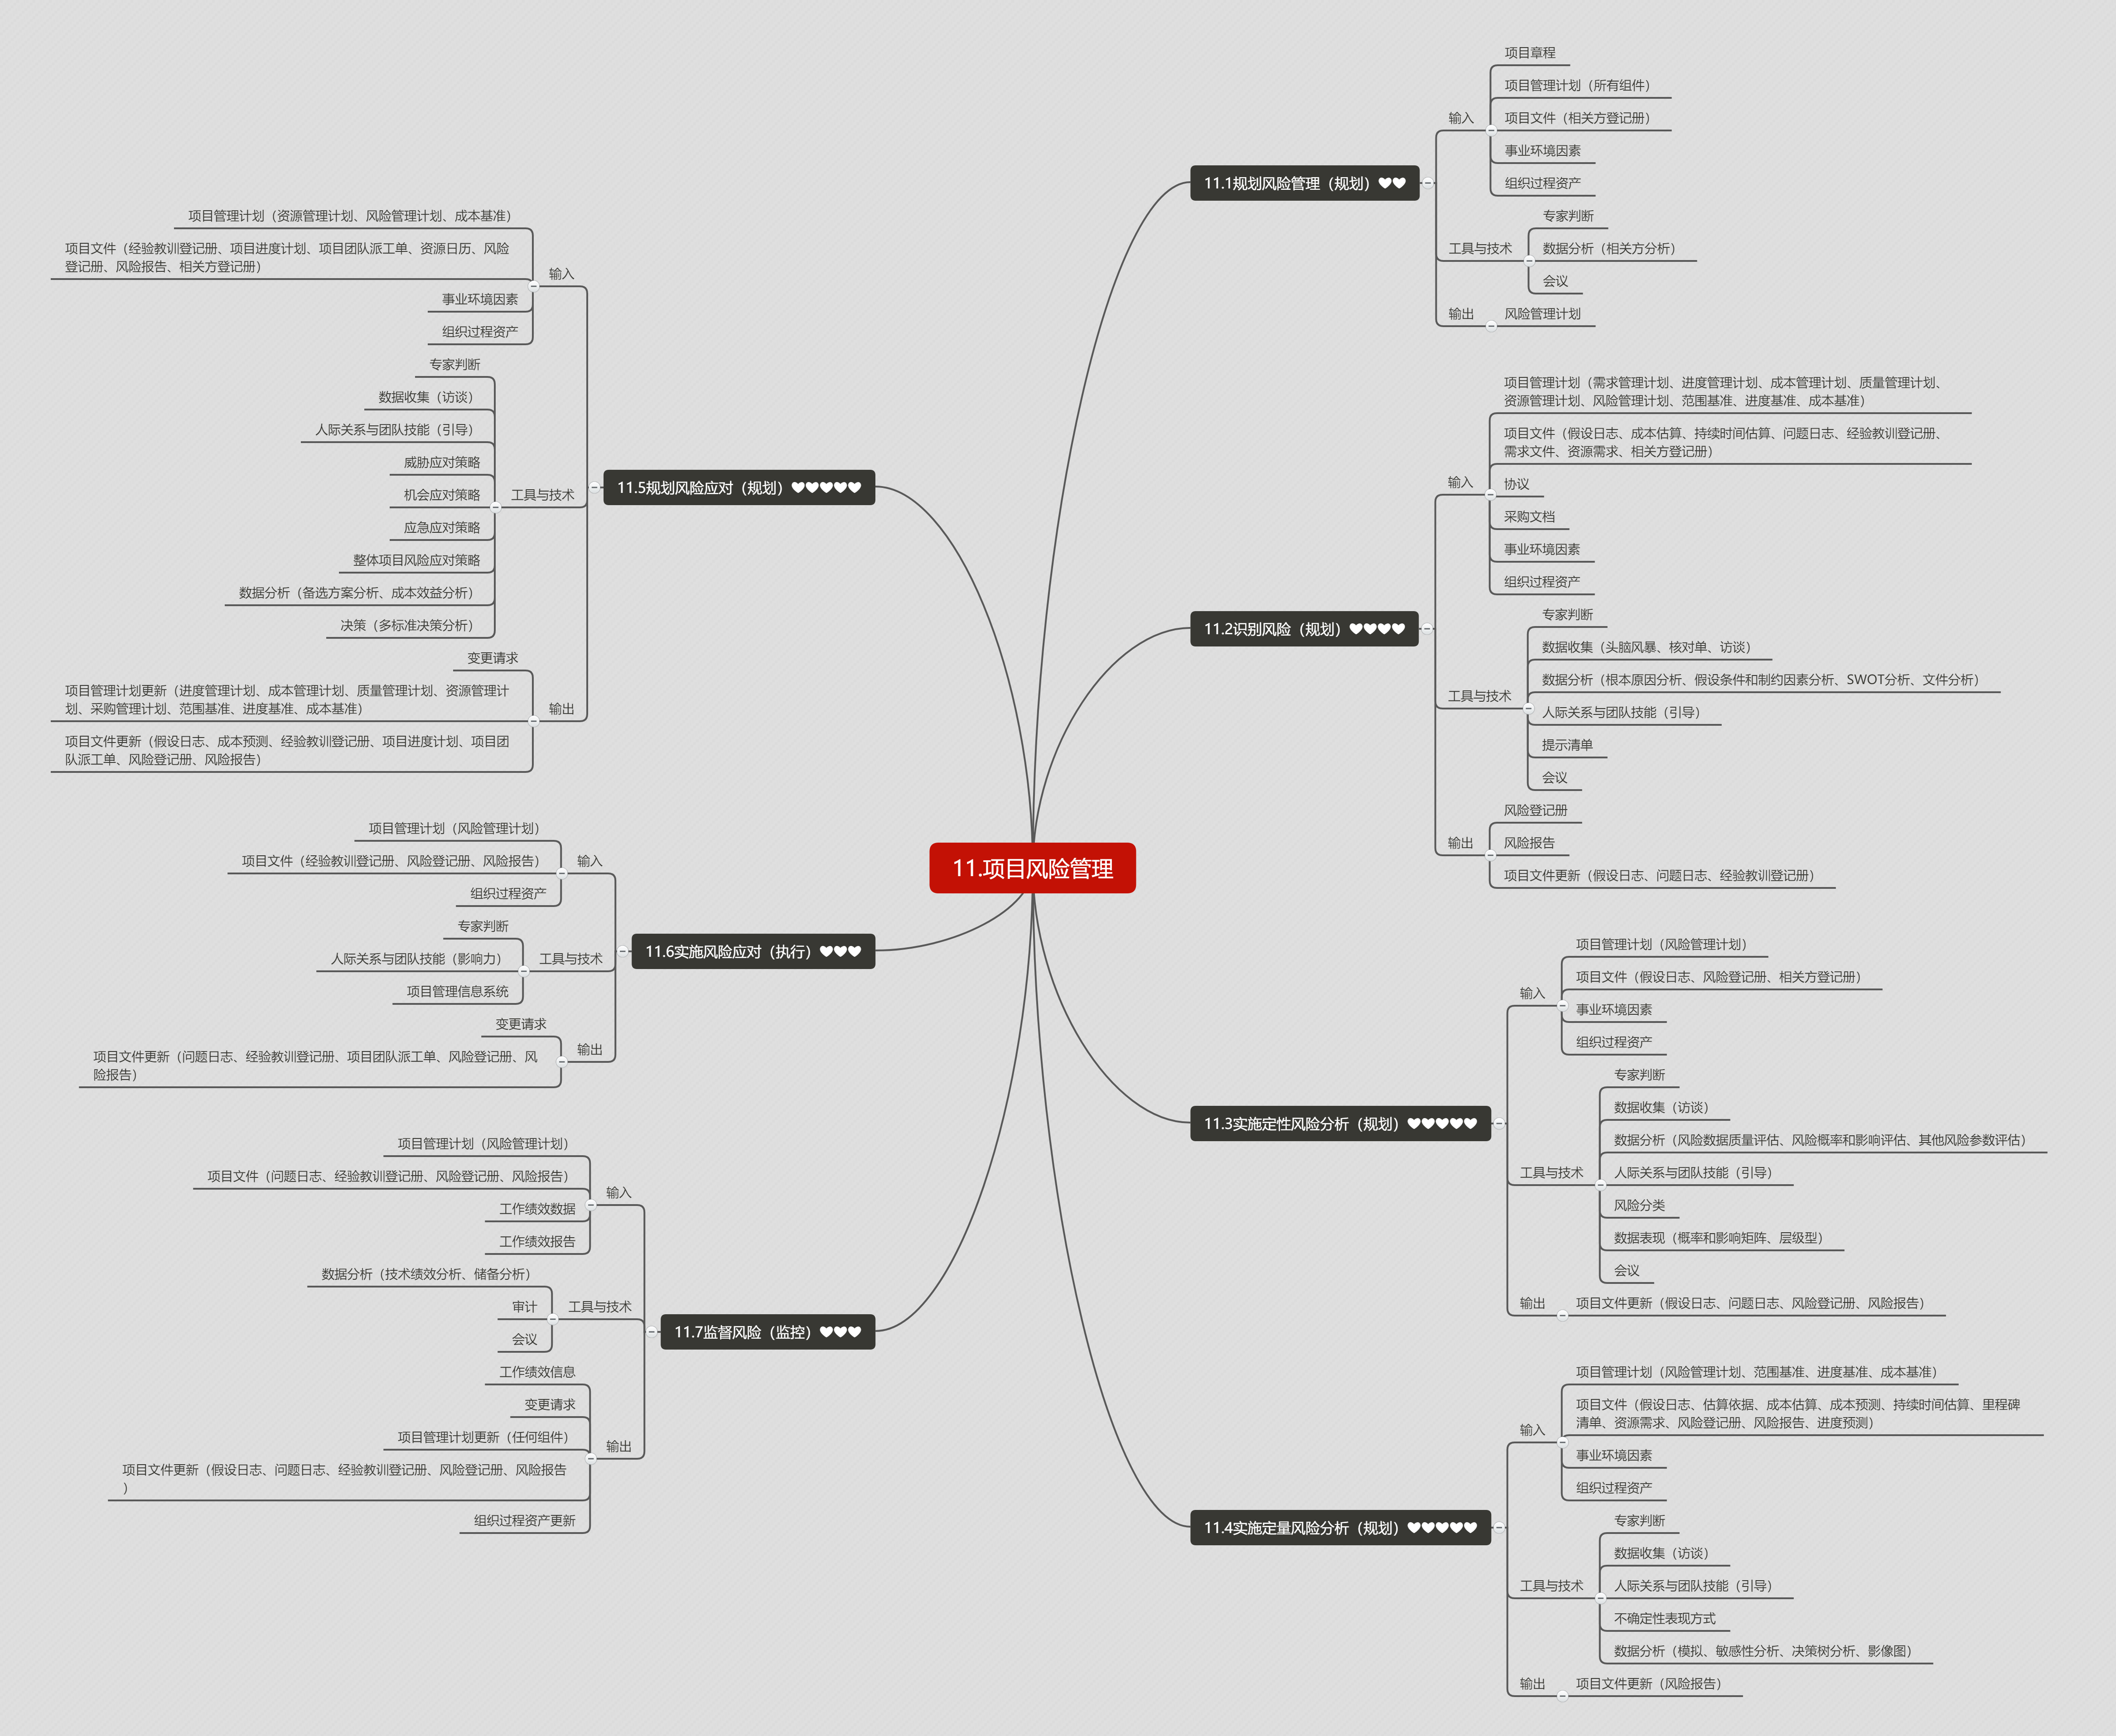 11.项目风险管理
11.1规划风险管理（规划）♥♥
输入
项目章程
项目管理计划（所有组件）
项目文件（相关方登记册）
事业环境因素
组织过程资产
工具与技术
专家判断
数据分析（相关方分析）
会议
输出
风险管理计划
11.2识别风险（规划）♥♥♥♥
输入
项目管理计划（需求管理计划、进度管理计划、成本管理计划、质量管理计划、
资源管理计划、风险管理计划、范围基准、进度基准、成本基准）
项目文件（假设日志、成本估算、持续时间估算、问题日志、经验教训登记册、
需求文件、资源需求、相关方登记册）
协议
采购文档
事业环境因素
组织过程资产
工具与技术
专家判断
数据收集（头脑风暴、核对单、访谈）
数据分析（根本原因分析、假设条件和制约因素分析、SWOT分析、文件分析）
人际关系与团队技能（引导）
提示清单
会议
输出
风险登记册
风险报告
项目文件更新（假设日志、问题日志、经验教训登记册）
11.3实施定性风险分析（规划）♥♥♥♥♥
输入
项目管理计划（风险管理计划）
项目文件（假设日志、风险登记册、相关方登记册）
事业环境因素
组织过程资产
工具与技术
专家判断
数据收集（访谈）
数据分析（风险数据质量评估、风险概率和影响评估、其他风险参数评估）
人际关系与团队技能（引导）
风险分类
数据表现（概率和影响矩阵、层级型）
会议
输出
项目文件更新（假设日志、问题日志、风险登记册、风险报告）
11.4实施定量风险分析（规划）♥♥♥♥♥
输入
项目管理计划（风险管理计划、范围基准、进度基准、成本基准）
项目文件（假设日志、估算依据、成本估算、成本预测、持续时间估算、里程碑
清单、资源需求、风险登记册、风险报告、进度预测）
事业环境因素
组织过程资产
工具与技术
专家判断
数据收集（访谈）
人际关系与团队技能（引导）
不确定性表现方式
数据分析（模拟、敏感性分析、决策树分析、影像图）
输出
项目文件更新（风险报告）
11.5规划风险应对（规划）♥♥♥♥♥
输入
项目管理计划（资源管理计划、风险管理计划、成本基准）
项目文件（经验教训登记册、项目进度计划、项目团队派工单、资源日历、风险
登记册、风险报告、相关方登记册）
事业环境因素
组织过程资产
工具与技术
专家判断
数据收集（访谈）
人际关系与团队技能（引导）
威胁应对策略
机会应对策略
应急应对策略
整体项目风险应对策略
数据分析（备选方案分析、成本效益分析）
决策（多标准决策分析）
输出
变更请求
项目管理计划更新（进度管理计划、成本管理计划、质量管理计划、资源管理计
划、采购管理计划、范围基准、进度基准、成本基准）
项目文件更新（假设日志、成本预测、经验教训登记册、项目进度计划、项目团
队派工单、风险登记册、风险报告）
11.6实施风险应对（执行）♥♥♥
输入
项目管理计划（风险管理计划）
项目文件（经验教训登记册、风险登记册、风险报告）
组织过程资产
工具与技术
专家判断
人际关系与团队技能（影响力）
项目管理信息系统
输出
变更请求
项目文件更新（问题日志、经验教训登记册、项目团队派工单、风险登记册、风
险报告）
11.7监督风险（监控）♥♥♥
输入
项目管理计划（风险管理计划）
项目文件（问题日志、经验教训登记册、风险登记册、风险报告）
工作绩效数据
工作绩效报告
工具与技术
数据分析（技术绩效分析、储备分析）
审计
会议
输出
工作绩效信息
变更请求
项目管理计划更新（任何组件）
项目文件更新（假设日志、问题日志、经验教训登记册、风险登记册、风险报告
）
组织过程资产更新